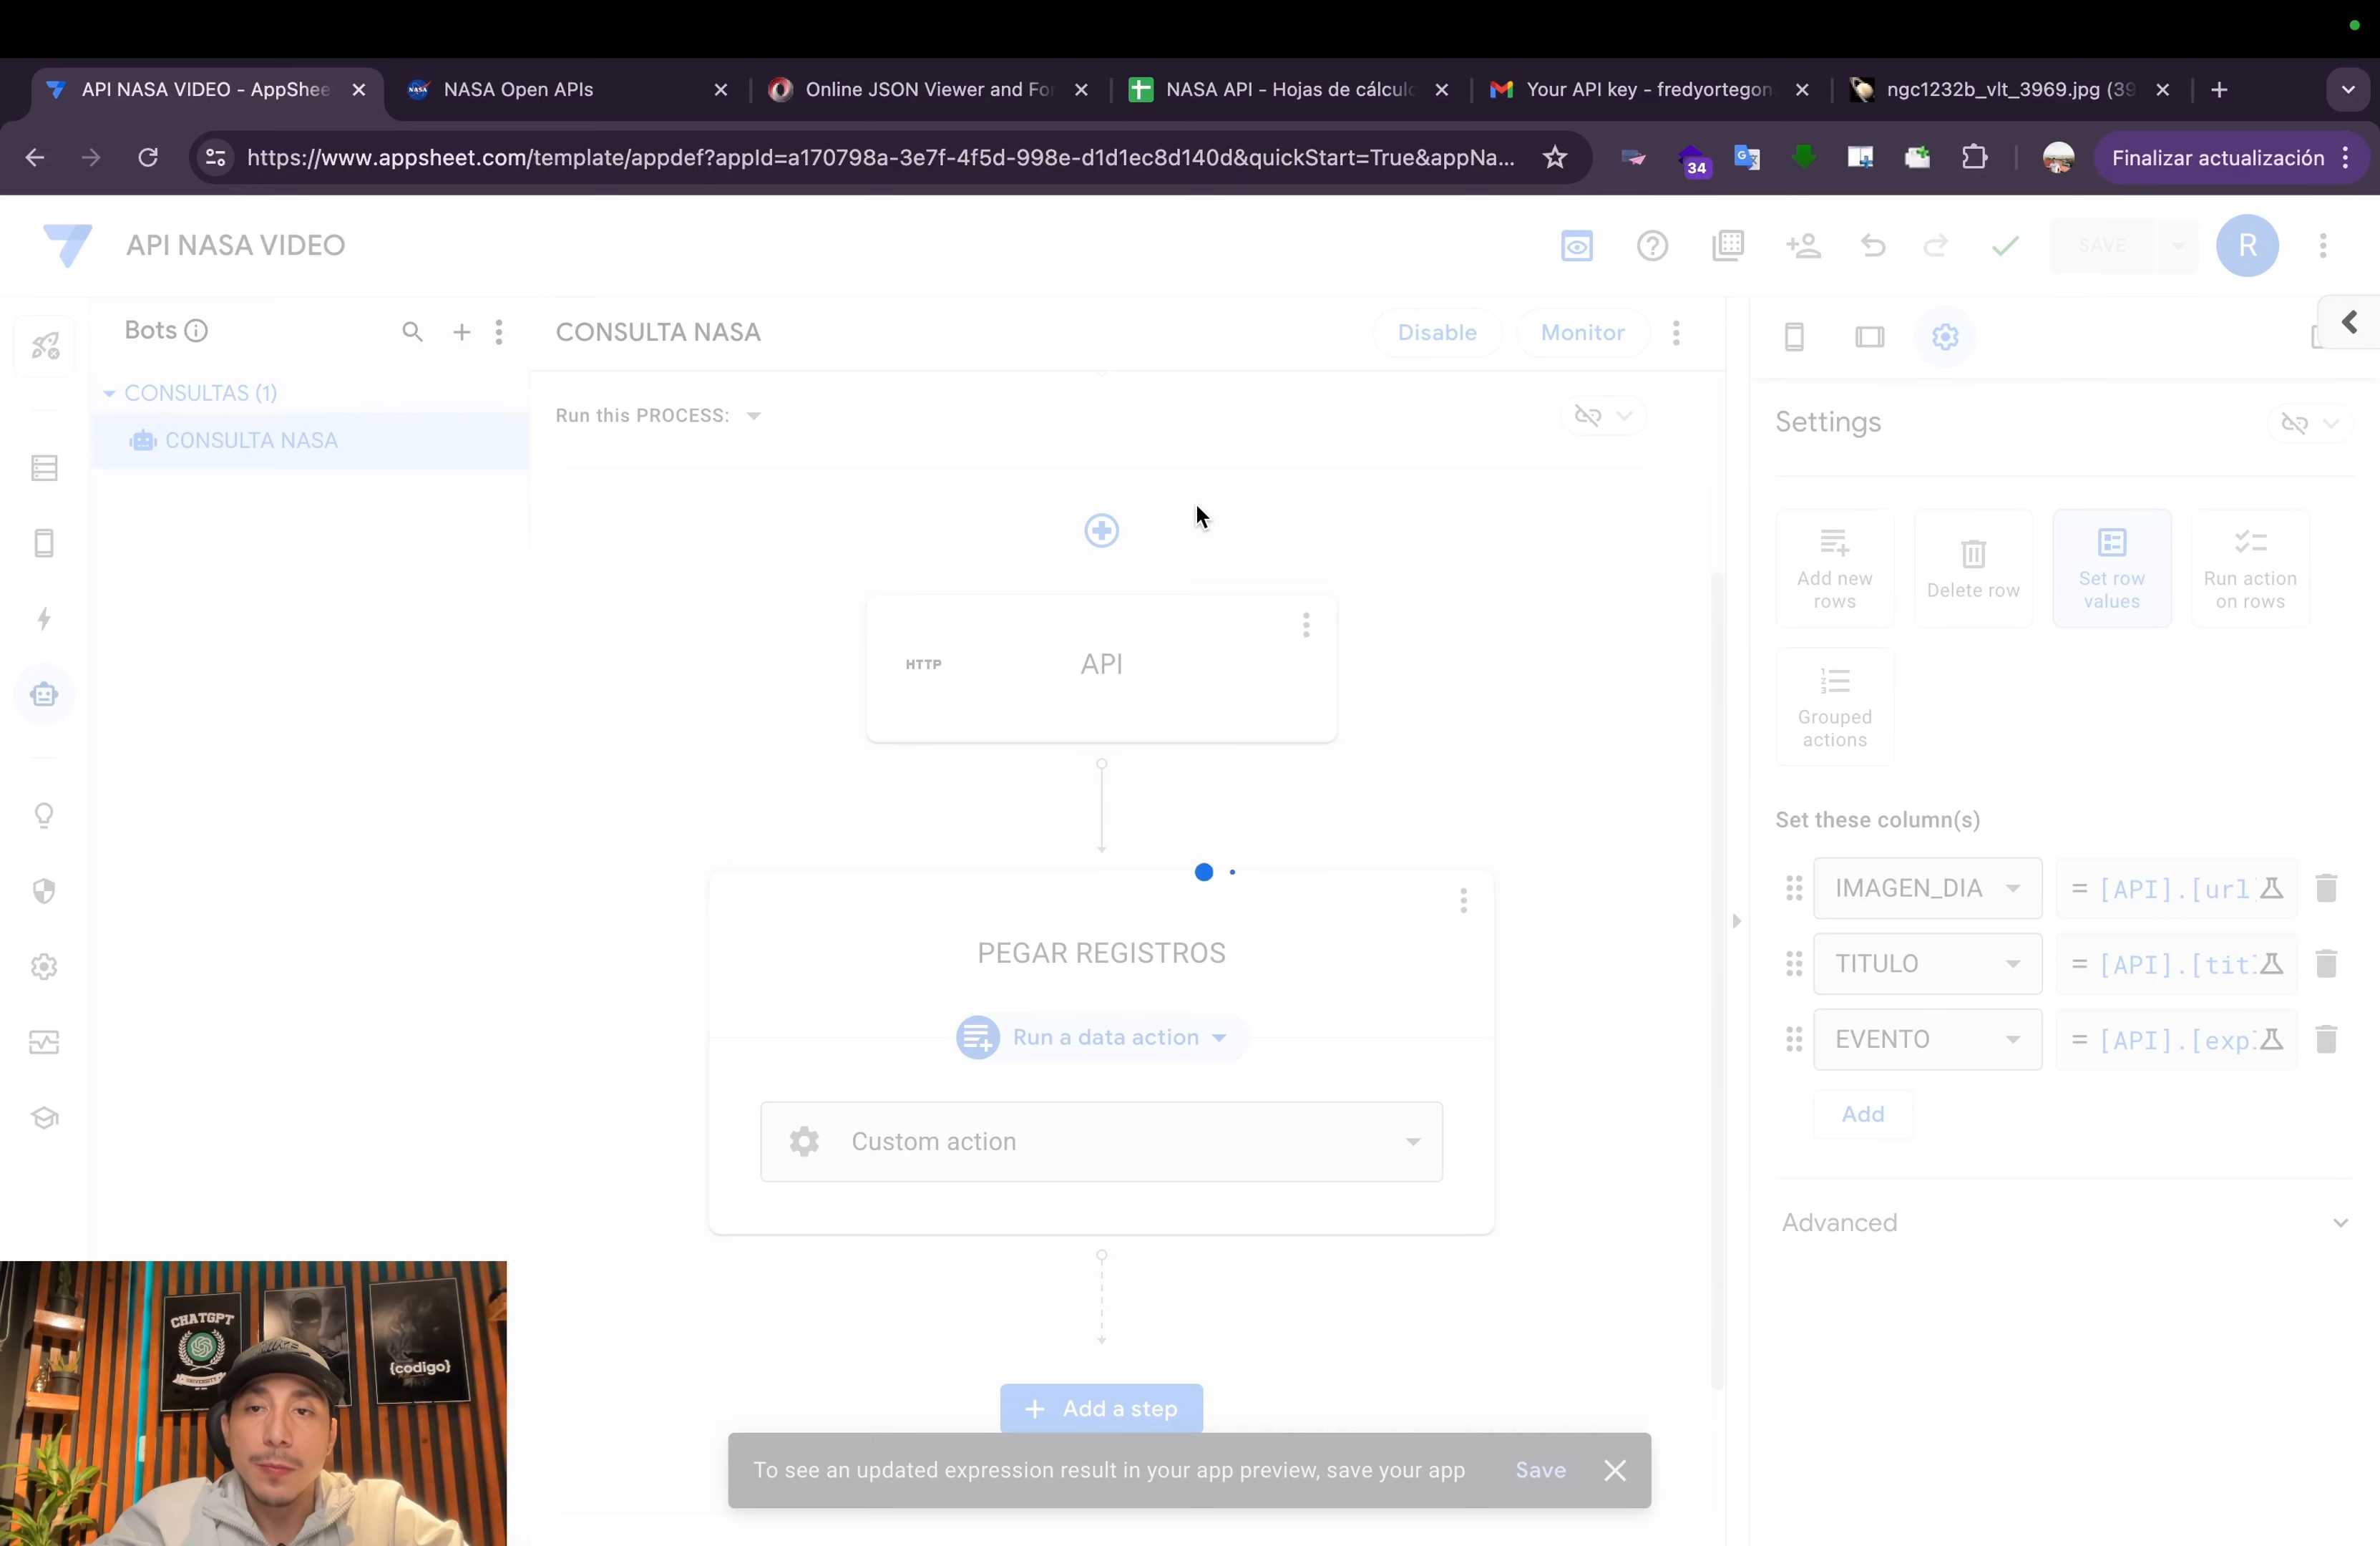 API NASA VIDEO - AppShee
NASA Open APIs
Online JSON Viewer and For
NASA API - Hojas de cálculo
Your API key - fredyortegon
ngc1232b_vlt_3969.jpg (39
https://www.appsheet.com/template/appdef?appId=a170798a-3e7f-4f5d-998e-d1d1ec8d140d&quickStart=True&appNa...
34
Finalizar actualización
API NASA VIDEO
SAVE
R
Bots
CONSULTAS (1)
CONSULTA NASA
CONSULTA NASA
Disable
Monitor
Run this PROCESS:
HTTP
API
PEGAR REGISTROS
Run a data action
Custom action
Add a step
To see an updated expression result in your app preview, save your app
Save
Settings
Add new
rows
Delete row
Set row
values
Run action
on rows
Grouped
actions
Set these column(s)
IMAGEN_DIA
= [API].[url
TITULO
= [API].[tit
EVENTO
= [API].[exp
Add
Advanced
CHATGPT
UNIVERSITY
{codigo}